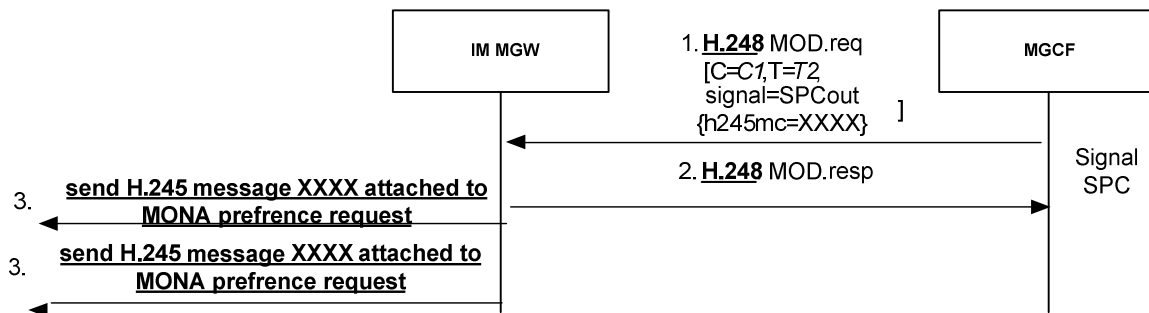 IM MGW
MGCF
1. H.248 MOD.req
[C=C1,T=T2,
signal=SPCout
{h245mc=XXXX}
]
2. H.248 MOD.resp
Signal
SPC
3. send H.245 message XXXX attached to
MONA prefrence request
3. send H.245 message XXXX attached to
MONA prefrence request